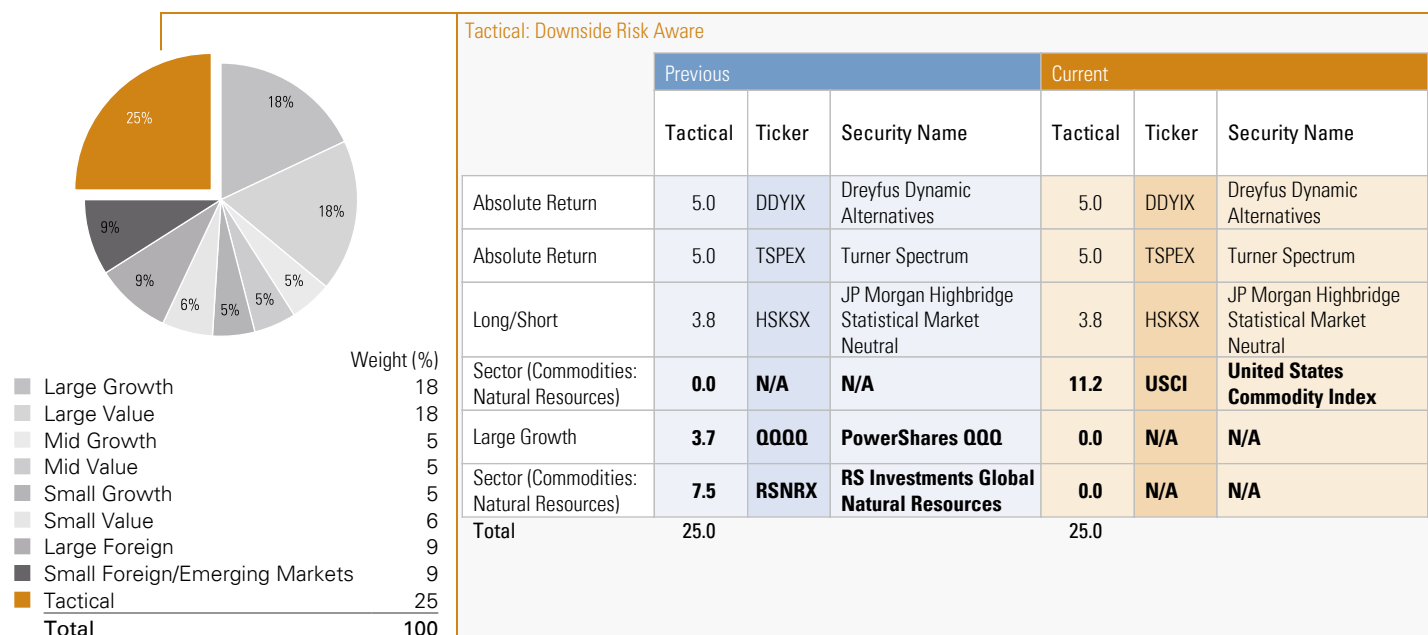 Tactical: Downside Risk Aware
25%
18%
18%
5%
5%
5%
6%
9%
9%
Weight (%)
Large Growth 18
Large Value 18
Mid Growth 5
Mid Value 5
Small Growth 5
Small Value 6
Large Foreign 9
Small Foreign/Emerging Markets 9
Tactical 25
Total 100
Previous Current
Tactical Ticker Security Name Tactical Ticker Security Name
Absolute Return 5.0 DDYIX Dreyfus Dynamic Alternatives 5.0 DDYIX Dreyfus Dynamic Alternatives
Absolute Return 5.0 TSPEX Turner Spectrum 5.0 TSPEX Turner Spectrum
Long/Short 3.8 HSKSX JP Morgan Highbridge Statistical Market Neutral 3.8 HSKSX JP Morgan Highbridge Statistical Market Neutral
Sector (Commodities: Natural Resources) 0.0 N/A N/A 11.2 USCI United States Commodity Index
Large Growth 3.7 QQQQ PowerShares QQQ 0.0 N/A N/A
Sector (Commodities: Natural Resources) 7.5 RSNRX RS Investments Global Natural Resources 0.0 N/A N/A
Total 25.0 25.0